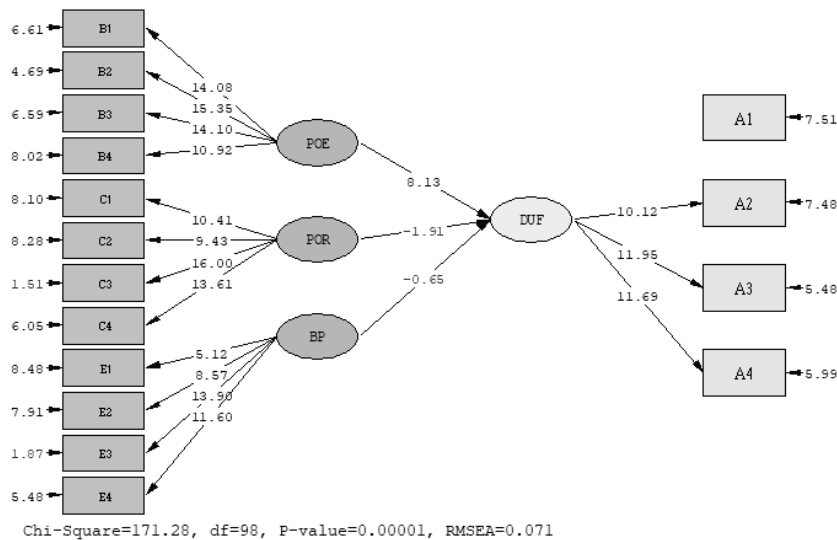 6.61 B1
4.69 B2
6.59 B3
8.02 B4
8.10 C1
8.28 C2
1.51 C3
6.05 C4
8.48 E1
7.91 E2
1.87 E3
5.48 E4
14.08
15.35
14.10
10.92
10.41
9.43
16.00
13.61
5.12
8.57
13.90
11.60
POE
POR
BP
8.13
-1.91
-0.65
DUF
10.12
11.95
11.69
A1 7.51
A2 7.48
A3 5.48
A4 5.99
Chi-Square=171.28, df=98, P-value=0.00001, RMSEA=0.071